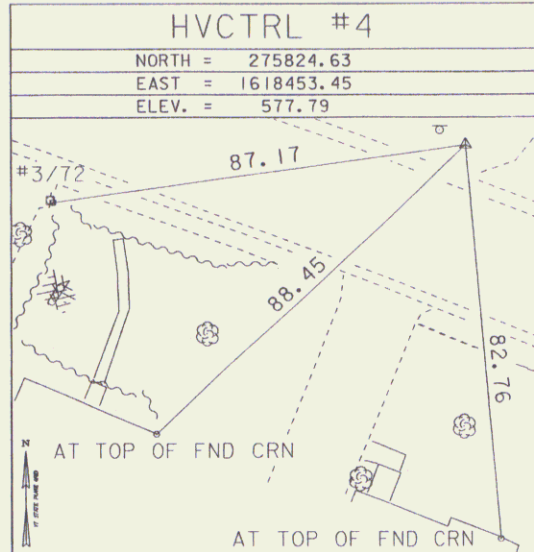 HVCTRL #4
NORTH = 275824.63
EAST = 1618453.45
ELEV. = 577.79
87.17
#3/72
88.45
82.76
AT TOP OF FND CRN
N
AT TOP OF FND CRN